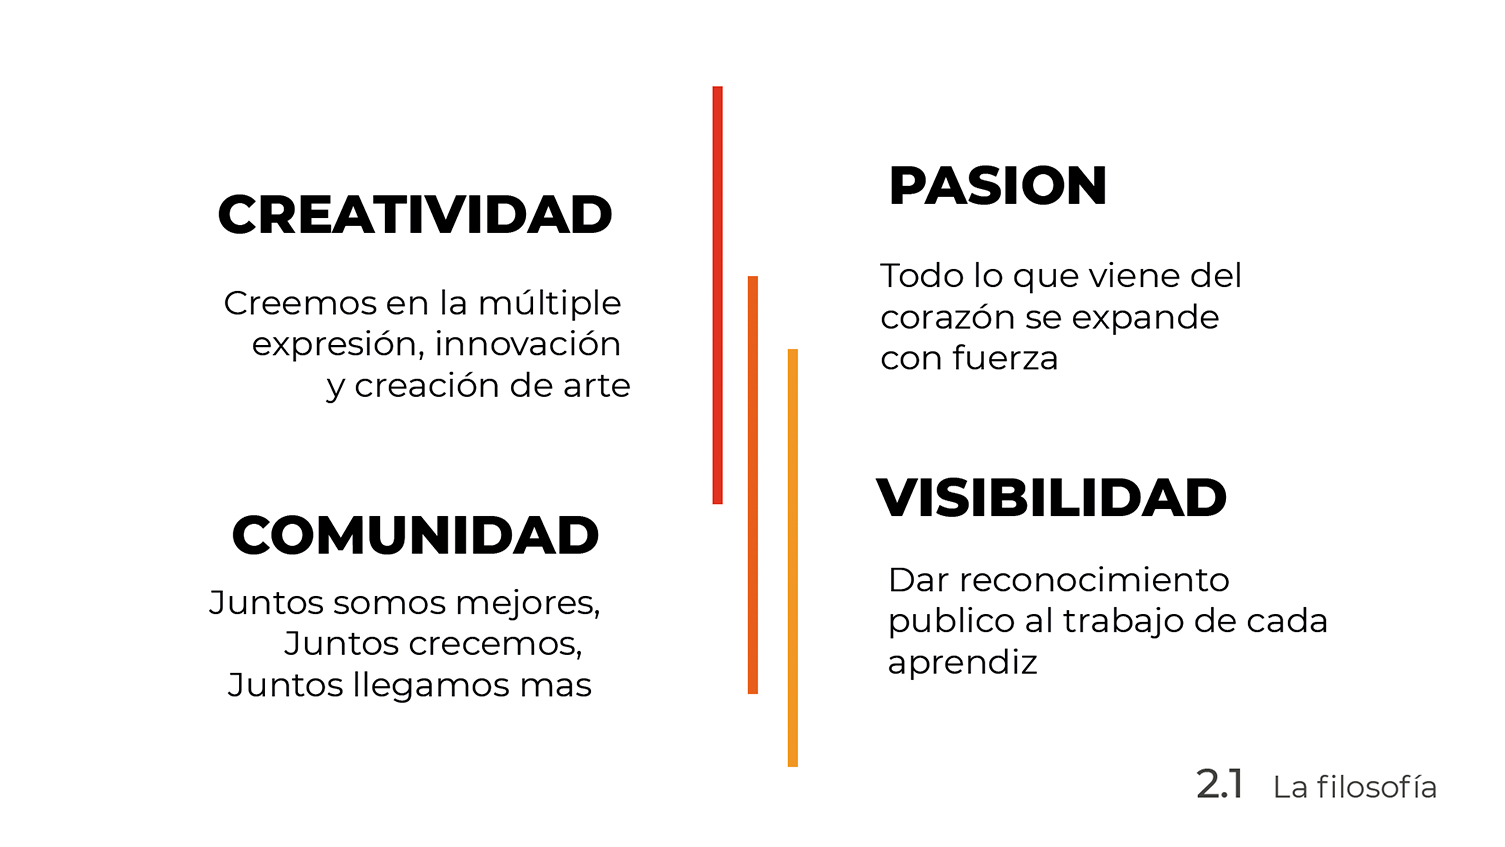 CREATIVIDAD
Creemos en la múltiple
expresión, innovación
y creación de arte
COMUNIDAD
Juntos somos mejores,
Juntos crecemos,
Juntos llegamos mas
PASION
Todo lo que viene del
corazón se expande
con fuerza
VISIBILIDAD
Dar reconocimiento
publico al trabajo de cada
aprendiz
2.1 La filosofía